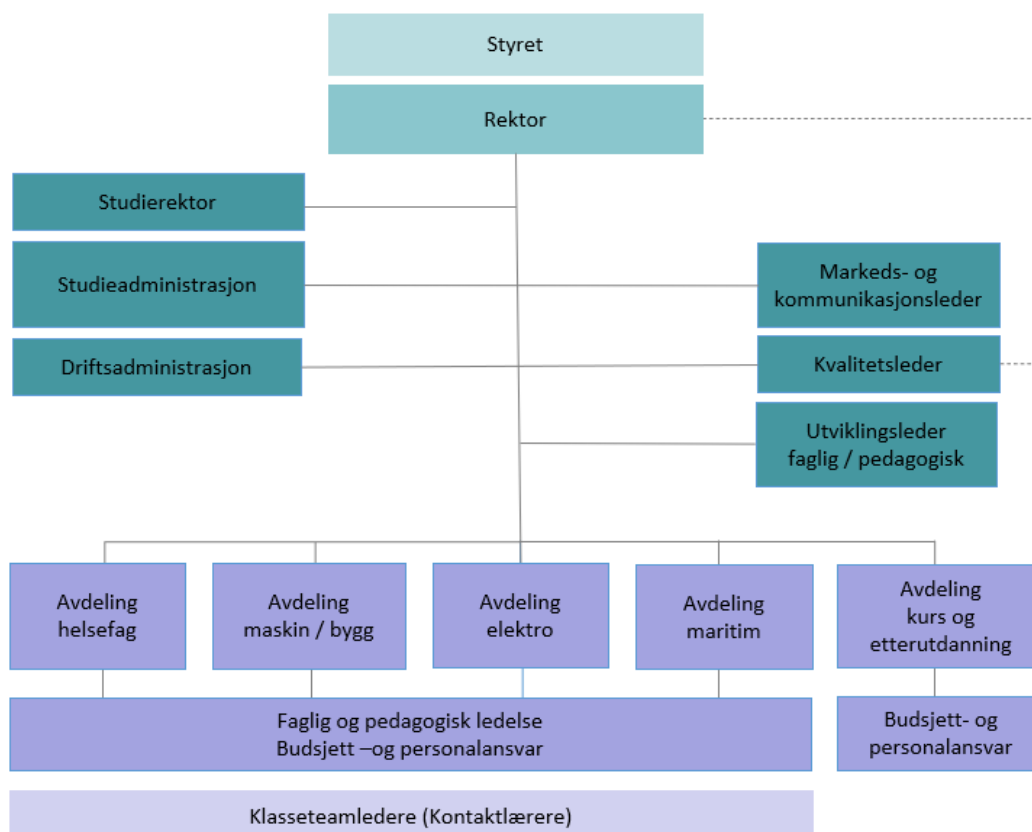 Styret
Rektor
Studierektor
Studieadministrasjon
Markeds- og
kommunikasjonsleder
Driftsadministrasjon
Kvalitetsleder
Utviklingsleder
faglig / pedagogisk
Avdeling
helsefag
Avdeling
maskin / bygg
Avdeling
elektro
Avdeling
maritim
Avdeling
kurs og
etterutdanning
Faglig og pedagogisk ledelse
Budsjett –og personalansvar
Budsjett- og
personalansvar
Klasseteamledere (Kontaktlærere)